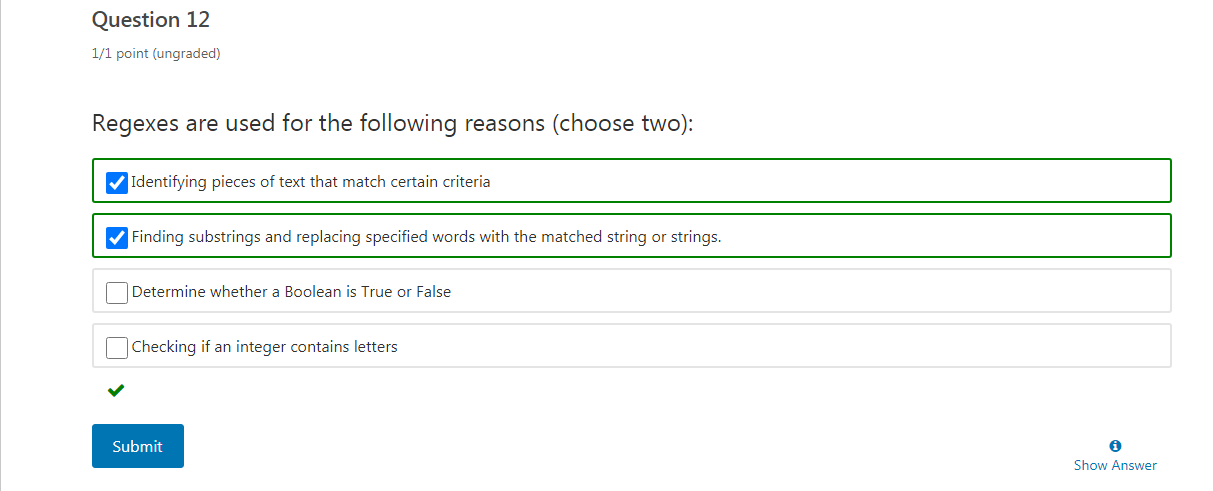 Question 12
1/1 point (ungraded)
Regexes are used for the following reasons (choose two):
Identifying pieces of text that match certain criteria
Finding substrings and replacing specified words with the matched string or strings.
Determine whether a Boolean is True or False
Checking if an integer contains letters
Submit
Show Answer